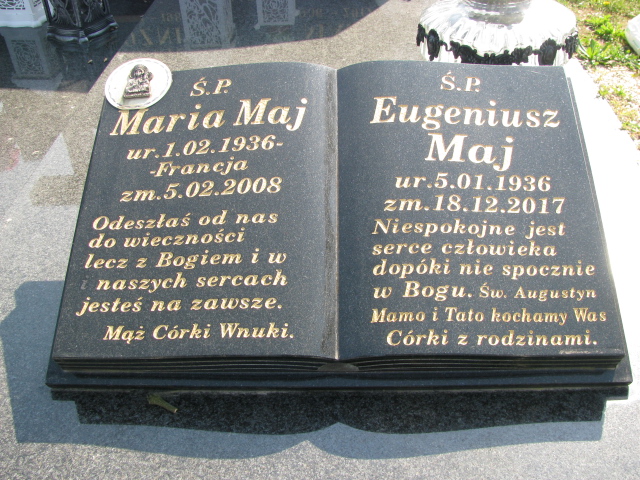 Ś.P.
Maria Maj
ur.1.02.1936-
-Francja
zm.5.02.2008
Odeszłaś od nas
do wieczności
lecz z Bogiem i w
i naszych sercach
jesteś na zawsze.
Mąż Córki Wnuki.
Ś.P.
Eugeniusz
Maj
ur.5.01.1936
zm.18.12.2017
Niespokojne jest
serce człowieka
dopóki nie spocznie
w Bogu. Św. Augustyn
Mamo i Tato kochamy Was
Córki z rodzinami.